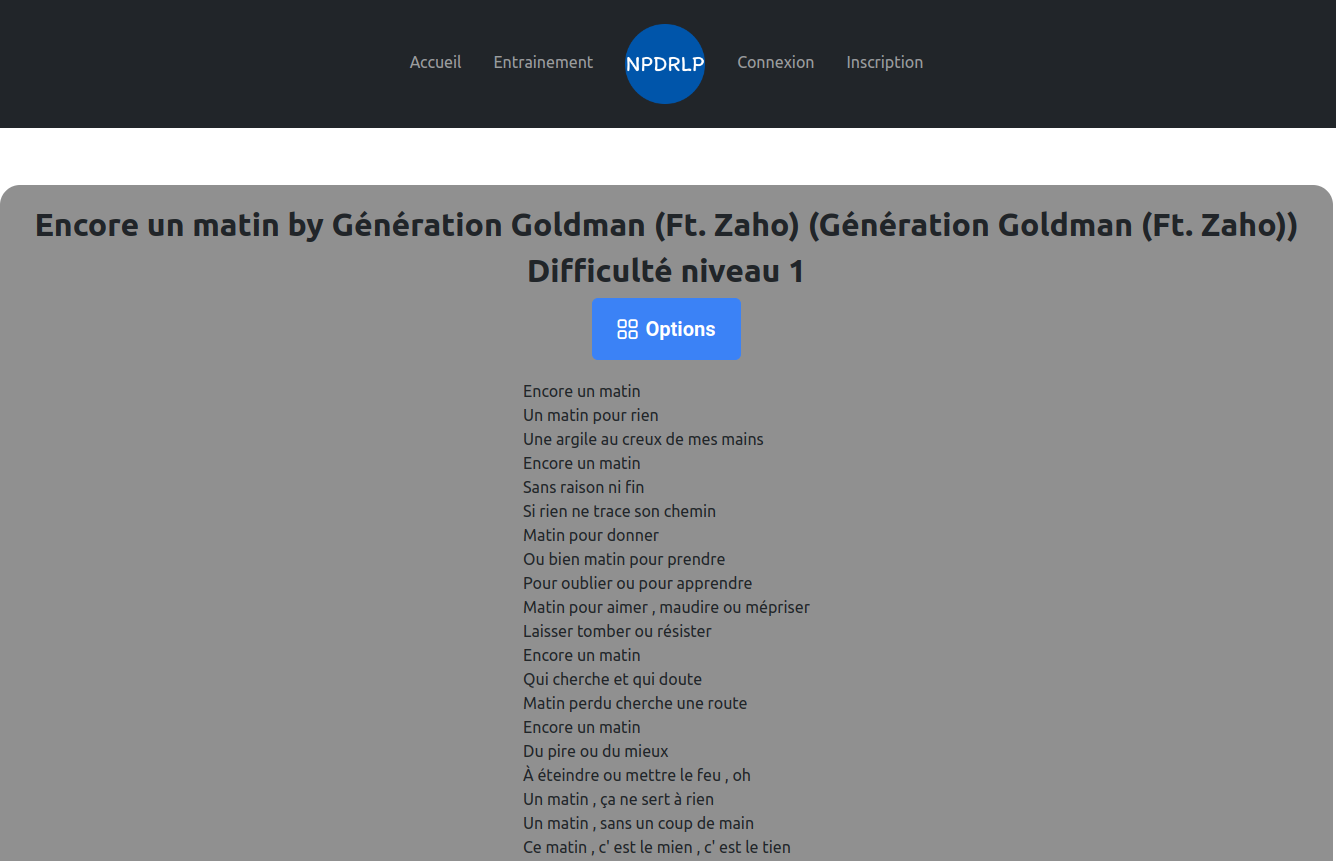 Accueil Entrainement NPDRLP Connexion Inscription
Encore un matin by Génération Goldman (Ft. Zaho) (Génération Goldman (Ft. Zaho))
Difficulté niveau 1
Options
Encore un matin
Un matin pour rien
Une argile au creux de mes mains
Encore un matin
Sans raison ni fin
Si rien ne trace son chemin
Matin pour donner
Ou bien matin pour prendre
Pour oublier ou pour apprendre
Matin pour aimer , maudire ou mépriser
Laisser tomber ou résister
Encore un matin
Qui cherche et qui doute
Matin perdu cherche une route
Encore un matin
Du pire ou du mieux
À éteindre ou mettre le feu , oh
Un matin , ça ne sert à rien
Un matin , sans un coup de main
Ce matin , c' est le mien , c' est le tien